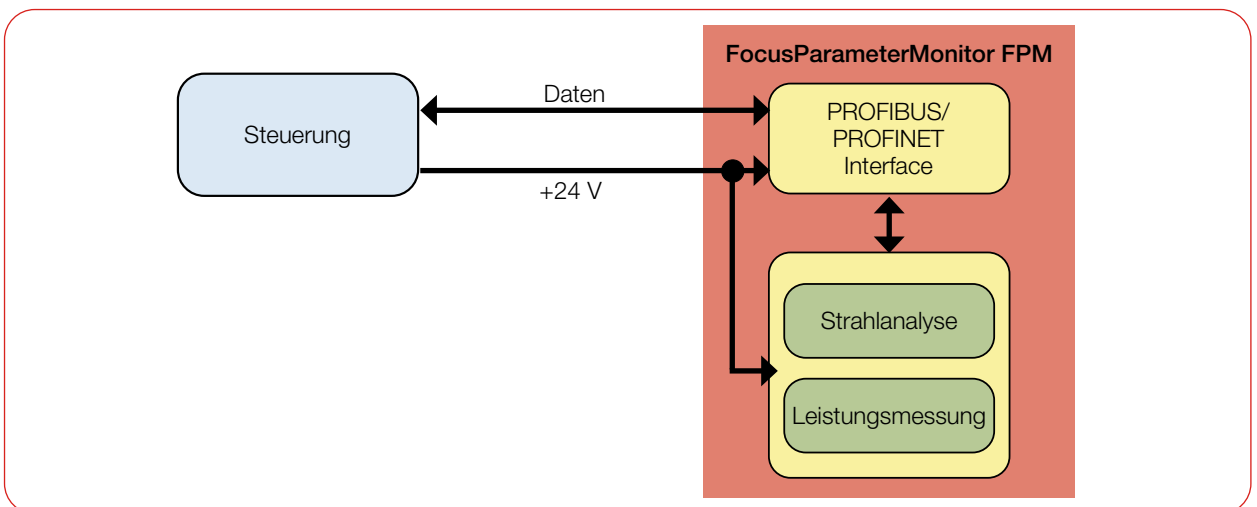 FocusParameterMonitor FPM
Daten
Steuerung
+24 V
PROFIBUS/
PROFINET
Interface
Strahlanalyse
Leistungsmessung